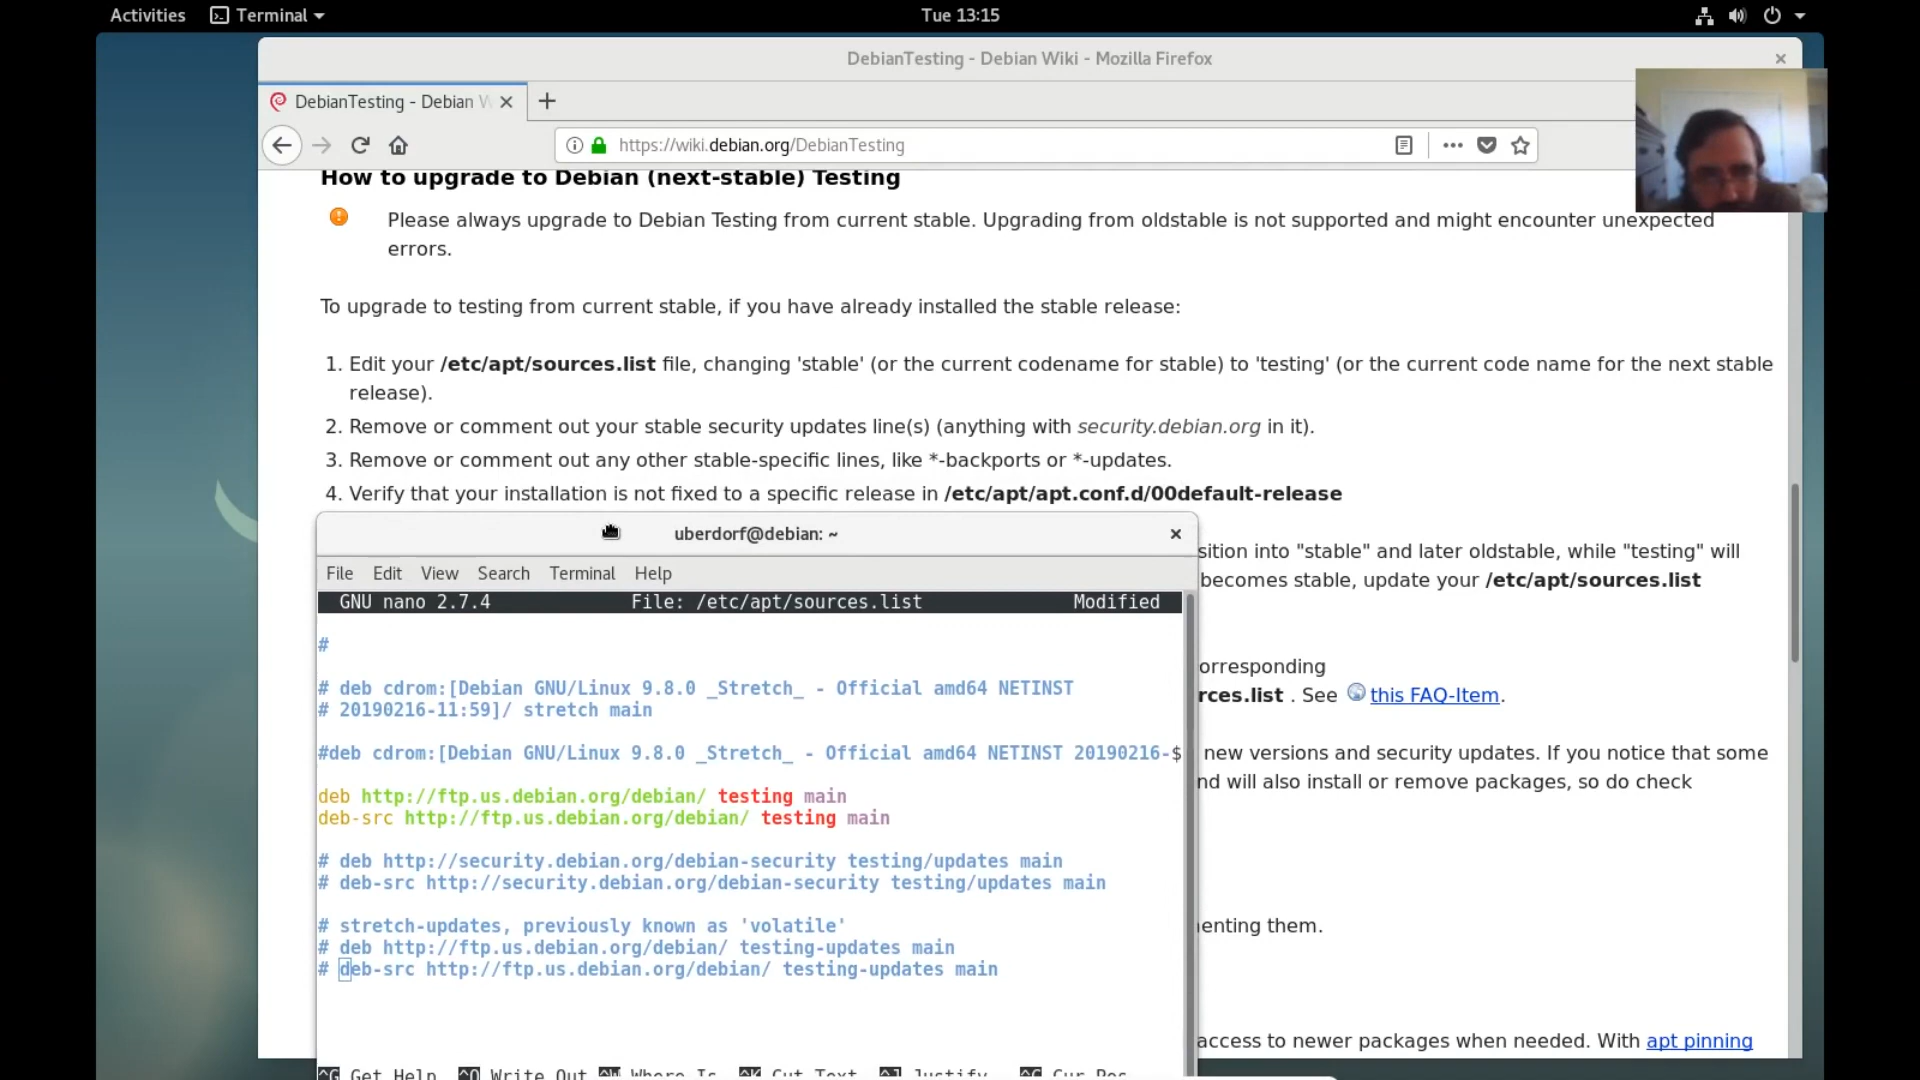 Activities Terminal Tue 13:15
DebianTesting - Debian Wiki - Mozilla Firefox
DebianTesting - Debian W
https://wiki.debian.org/DebianTesting
How to upgrade to Debian (next-stable) Testing
Please always upgrade to Debian Testing from current stable. Upgrading from oldstable is not supported and might encounter unexpected
errors.
To upgrade to testing from current stable, if you have already installed the stable release:
1. Edit your /etc/apt/sources.list file, changing 'stable' (or the current codename for stable) to 'testing' (or the current code name for the next stable
release).
2. Remove or comment out your stable security updates line(s) (anything with security.debian.org in it).
3. Remove or comment out any other stable-specific lines, like *-backports or *-updates.
4. Verify that your installation is not fixed to a specific release in /etc/apt/apt.conf.d/00default-release
sition into "stable" and later oldstable, while "testing" will
becomes stable, update your /etc/apt/sources.list
orresponding
rces.list . See this FAQ-Item.
new versions and security updates. If you notice that some
nd will also install or remove packages, so do check
enting them.
access to newer packages when needed. With apt pinning
uberdorf@debian: ~
File Edit View Search Terminal Help
GNU nano 2.7.4 File: /etc/apt/sources.list Modified
#
# deb cdrom:[Debian GNU/Linux 9.8.0 _Stretch_ - Official amd64 NETINST
# 20190216-11:59]/ stretch main
#deb cdrom:[Debian GNU/Linux 9.8.0 _Stretch_ - Official amd64 NETINST 20190216-$
deb http://ftp.us.debian.org/debian/ testing main
deb-src http://ftp.us.debian.org/debian/ testing main
# deb http://security.debian.org/debian-security testing/updates main
# deb-src http://security.debian.org/debian-security testing/updates main
# stretch-updates, previously known as 'volatile'
# deb http://ftp.us.debian.org/debian/ testing-updates main
# deb-src http://ftp.us.debian.org/debian/ testing-updates main
^G Get Help ^O Write Out ^W Where Is ^K Cut Text ^J Justify ^C Cur Pos